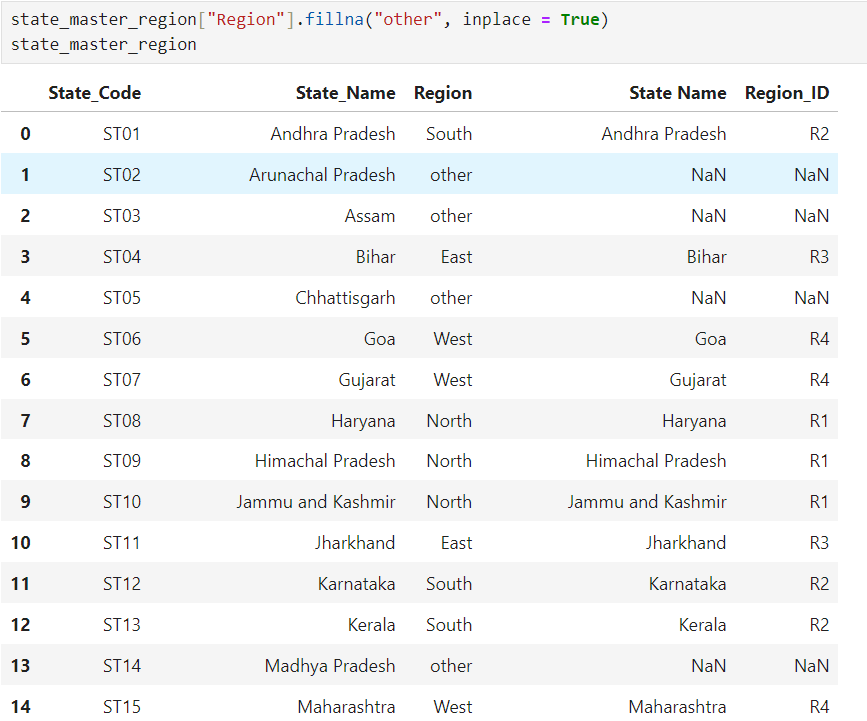 state_master_region["Region"].fillna("other", inplace = True)
state_master_region
State_Code State_Name Region State Name Region_ID
0 ST01 Andhra Pradesh South Andhra Pradesh R2
1 ST02 Arunachal Pradesh other NaN NaN
2 ST03 Assam other NaN NaN
3 ST04 Bihar East Bihar R3
4 ST05 Chhattisgarh other NaN NaN
5 ST06 Goa West Goa R4
6 ST07 Gujarat West Gujarat R4
7 ST08 Haryana North Haryana R1
8 ST09 Himachal Pradesh North Himachal Pradesh R1
9 ST10 Jammu and Kashmir North Jammu and Kashmir R1
10 ST11 Jharkhand East Jharkhand R3
11 ST12 Karnataka South Karnataka R2
12 ST13 Kerala South Kerala R2
13 ST14 Madhya Pradesh other NaN NaN
14 ST15 Maharashtra West Maharashtra R4